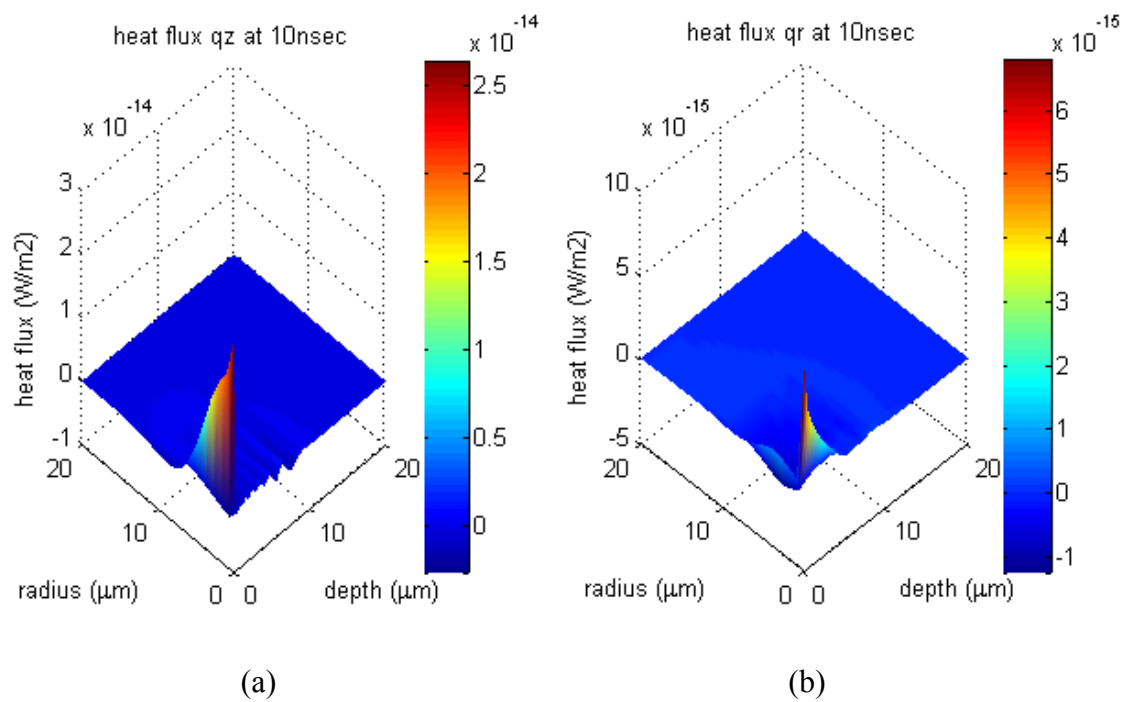 heat flux qz at 10nsec
x 10-14
x 10-14
3
2
1
0
-1
heat flux (W/m2)
20
10
0
radius (μm)
0
10
20
depth (μm)
2.5
2
1.5
1
0.5
0
(a)
heat flux qr at 10nsec
x 10-15
x 10-15
10
5
0
-5
heat flux (W/m2)
20
10
0
radius (μm)
0
10
20
depth (μm)
6
5
4
3
2
1
0
-1
(b)